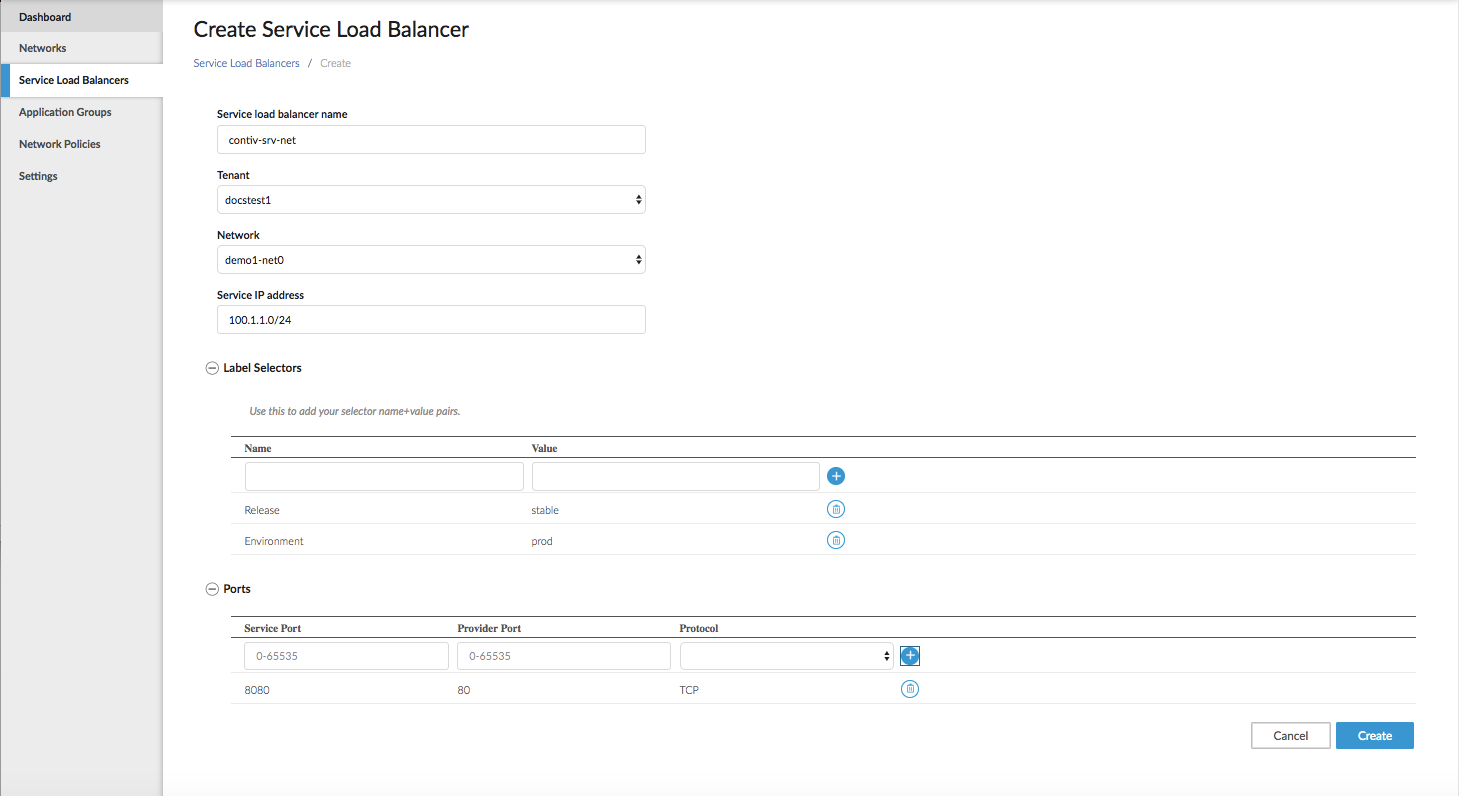 Dashboard
Networks
Service Load Balancers
Application Groups
Network Policies
Settings
Create Service Load Balancer
Service Load Balancers / Create
Service load balancer name
contiv-srv-net
Tenant
docstest1
Network
demo1-net0
Service IP address
100.1.1.0/24
Label Selectors
Use this to add your selector name+value pairs.
Name Value
Release stable
Environment prod
Ports
Service Port Provider Port Protocol
0-65535 0-65535
8080 80 TCP
Cancel Create